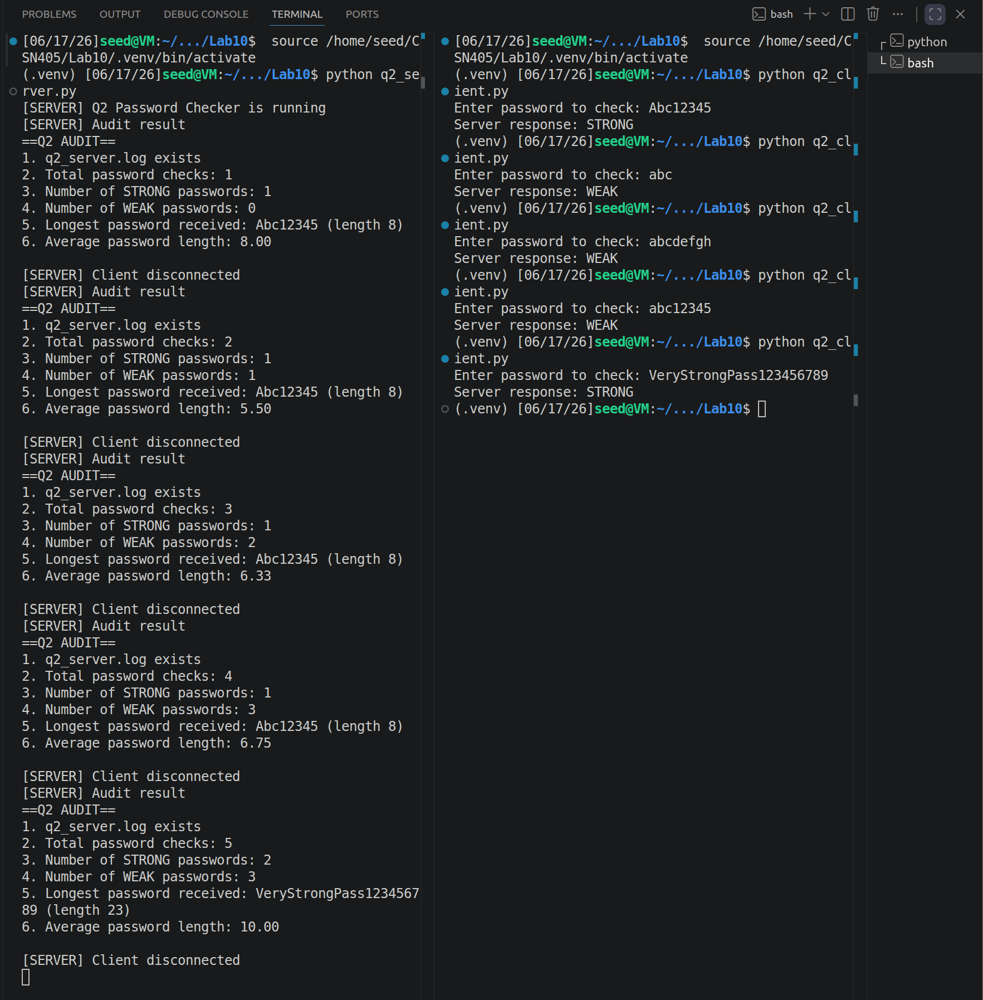 PROBLEMS OUTPUT DEBUG CONSOLE TERMINAL PORTS
bash
[06/17/26]seed@VM:~/.../Lab10$  source /home/seed/C
SN405/Lab10/.venv/bin/activate
(.venv) [06/17/26]seed@VM:~/.../Lab10$ python q2_se
rver.py
[SERVER] Q2 Password Checker is running
[SERVER] Audit result
==Q2 AUDIT==
1. q2_server.log exists
2. Total password checks: 1
3. Number of STRONG passwords: 1
4. Number of WEAK passwords: 0
5. Longest password received: Abc12345 (length 8)
6. Average password length: 8.00

[SERVER] Client disconnected
[SERVER] Audit result
==Q2 AUDIT==
1. q2_server.log exists
2. Total password checks: 2
3. Number of STRONG passwords: 1
4. Number of WEAK passwords: 1
5. Longest password received: Abc12345 (length 8)
6. Average password length: 5.50

[SERVER] Client disconnected
[SERVER] Audit result
==Q2 AUDIT==
1. q2_server.log exists
2. Total password checks: 3
3. Number of STRONG passwords: 1
4. Number of WEAK passwords: 2
5. Longest password received: Abc12345 (length 8)
6. Average password length: 6.33

[SERVER] Client disconnected
[SERVER] Audit result
==Q2 AUDIT==
1. q2_server.log exists
2. Total password checks: 4
3. Number of STRONG passwords: 1
4. Number of WEAK passwords: 3
5. Longest password received: Abc12345 (length 8)
6. Average password length: 6.75

[SERVER] Client disconnected
[SERVER] Audit result
==Q2 AUDIT==
1. q2_server.log exists
2. Total password checks: 5
3. Number of STRONG passwords: 2
4. Number of WEAK passwords: 3
5. Longest password received: VeryStrongPass1234567
89 (length 23)
6. Average password length: 10.00

[SERVER] Client disconnected
[06/17/26]seed@VM:~/.../Lab10$  source /home/seed/C
SN405/Lab10/.venv/bin/activate
(.venv) [06/17/26]seed@VM:~/.../Lab10$ python q2_cl
ient.py
Enter password to check: Abc12345
Server response: STRONG
(.venv) [06/17/26]seed@VM:~/.../Lab10$ python q2_cl
ient.py
Enter password to check: abc
Server response: WEAK
(.venv) [06/17/26]seed@VM:~/.../Lab10$ python q2_cl
ient.py
Enter password to check: abcdefgh
Server response: WEAK
(.venv) [06/17/26]seed@VM:~/.../Lab10$ python q2_cl
ient.py
Enter password to check: abc12345
Server response: WEAK
(.venv) [06/17/26]seed@VM:~/.../Lab10$ python q2_cl
ient.py
Enter password to check: VeryStrongPass123456789
Server response: STRONG
(.venv) [06/17/26]seed@VM:~/.../Lab10$
python
bash